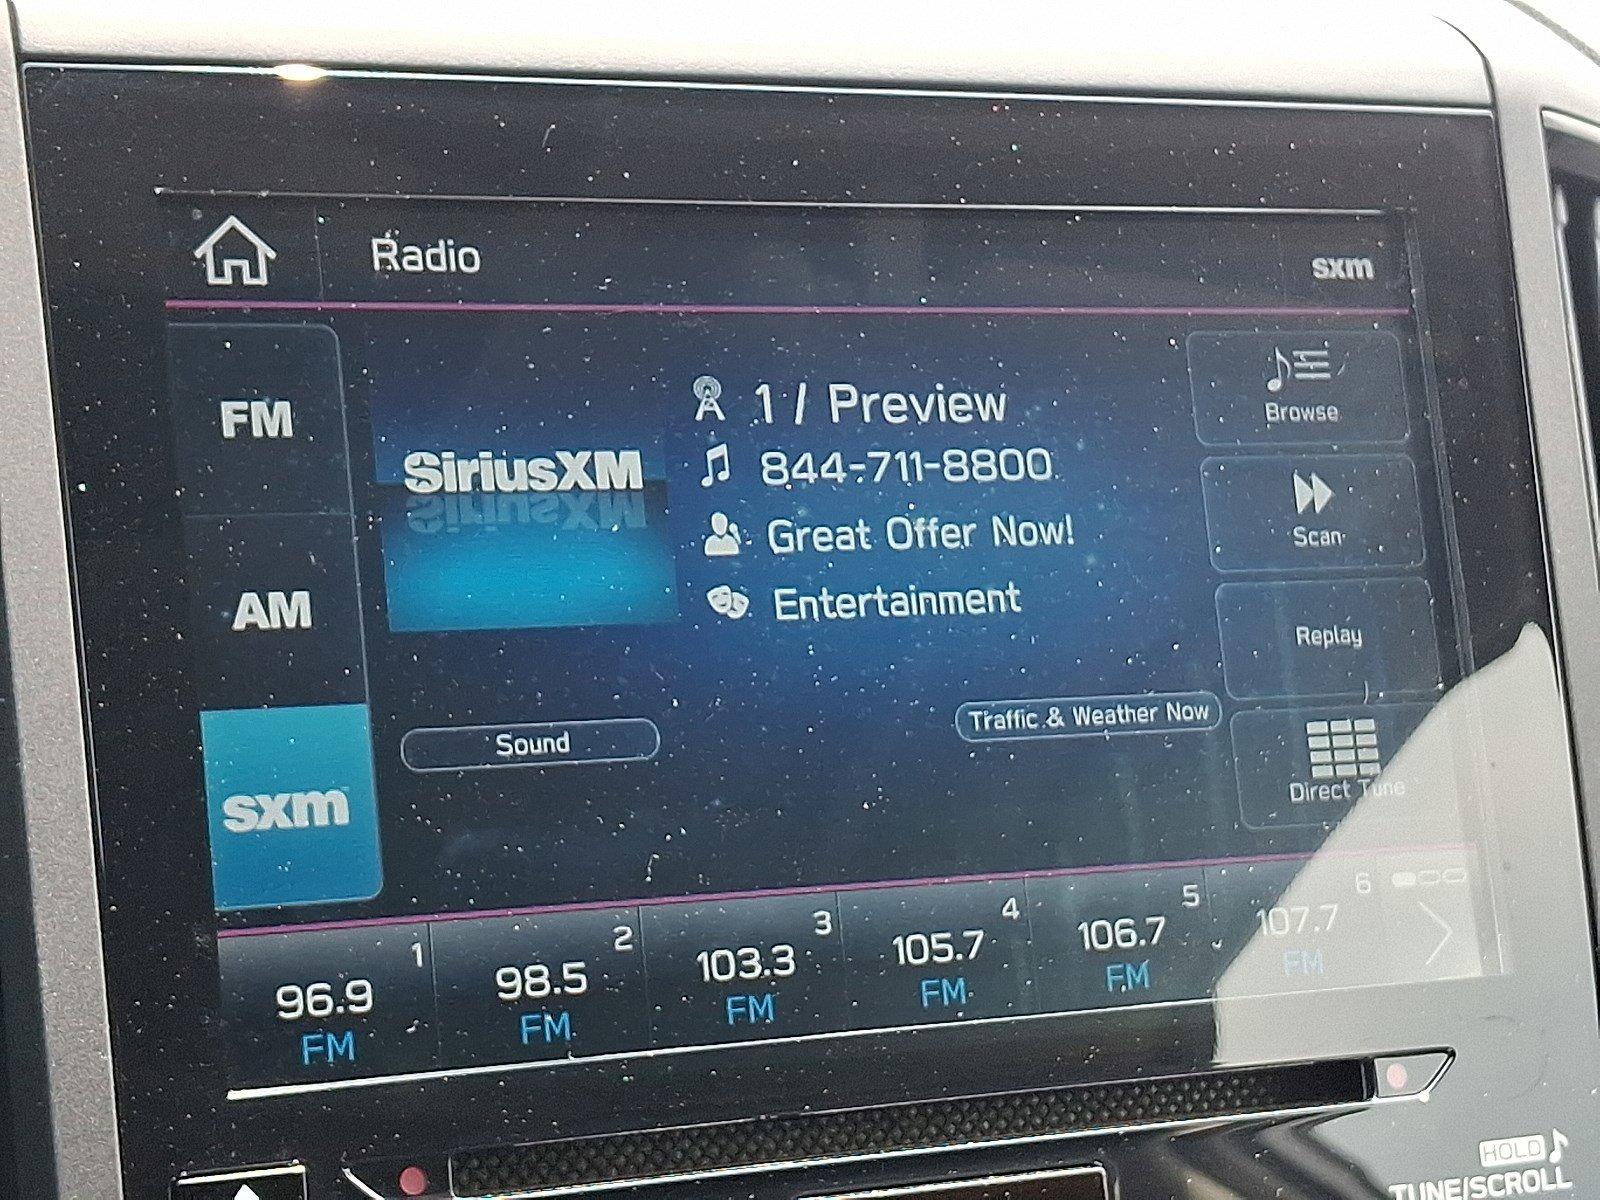 Radio
sxm
FM
AM
sxm
SiriusXM
1 / Preview
844-711-8800
Great Offer Now!
Entertainment
Sound
Traffic & Weather Now
Browse
Scan
Replay
Direct Tune
1
96.9
FM
2
98.5
FM
3
103.3
FM
4
105.7
FM
5
106.7
FM
6
107.7
FM
HOLD
TUNE/SCROLL